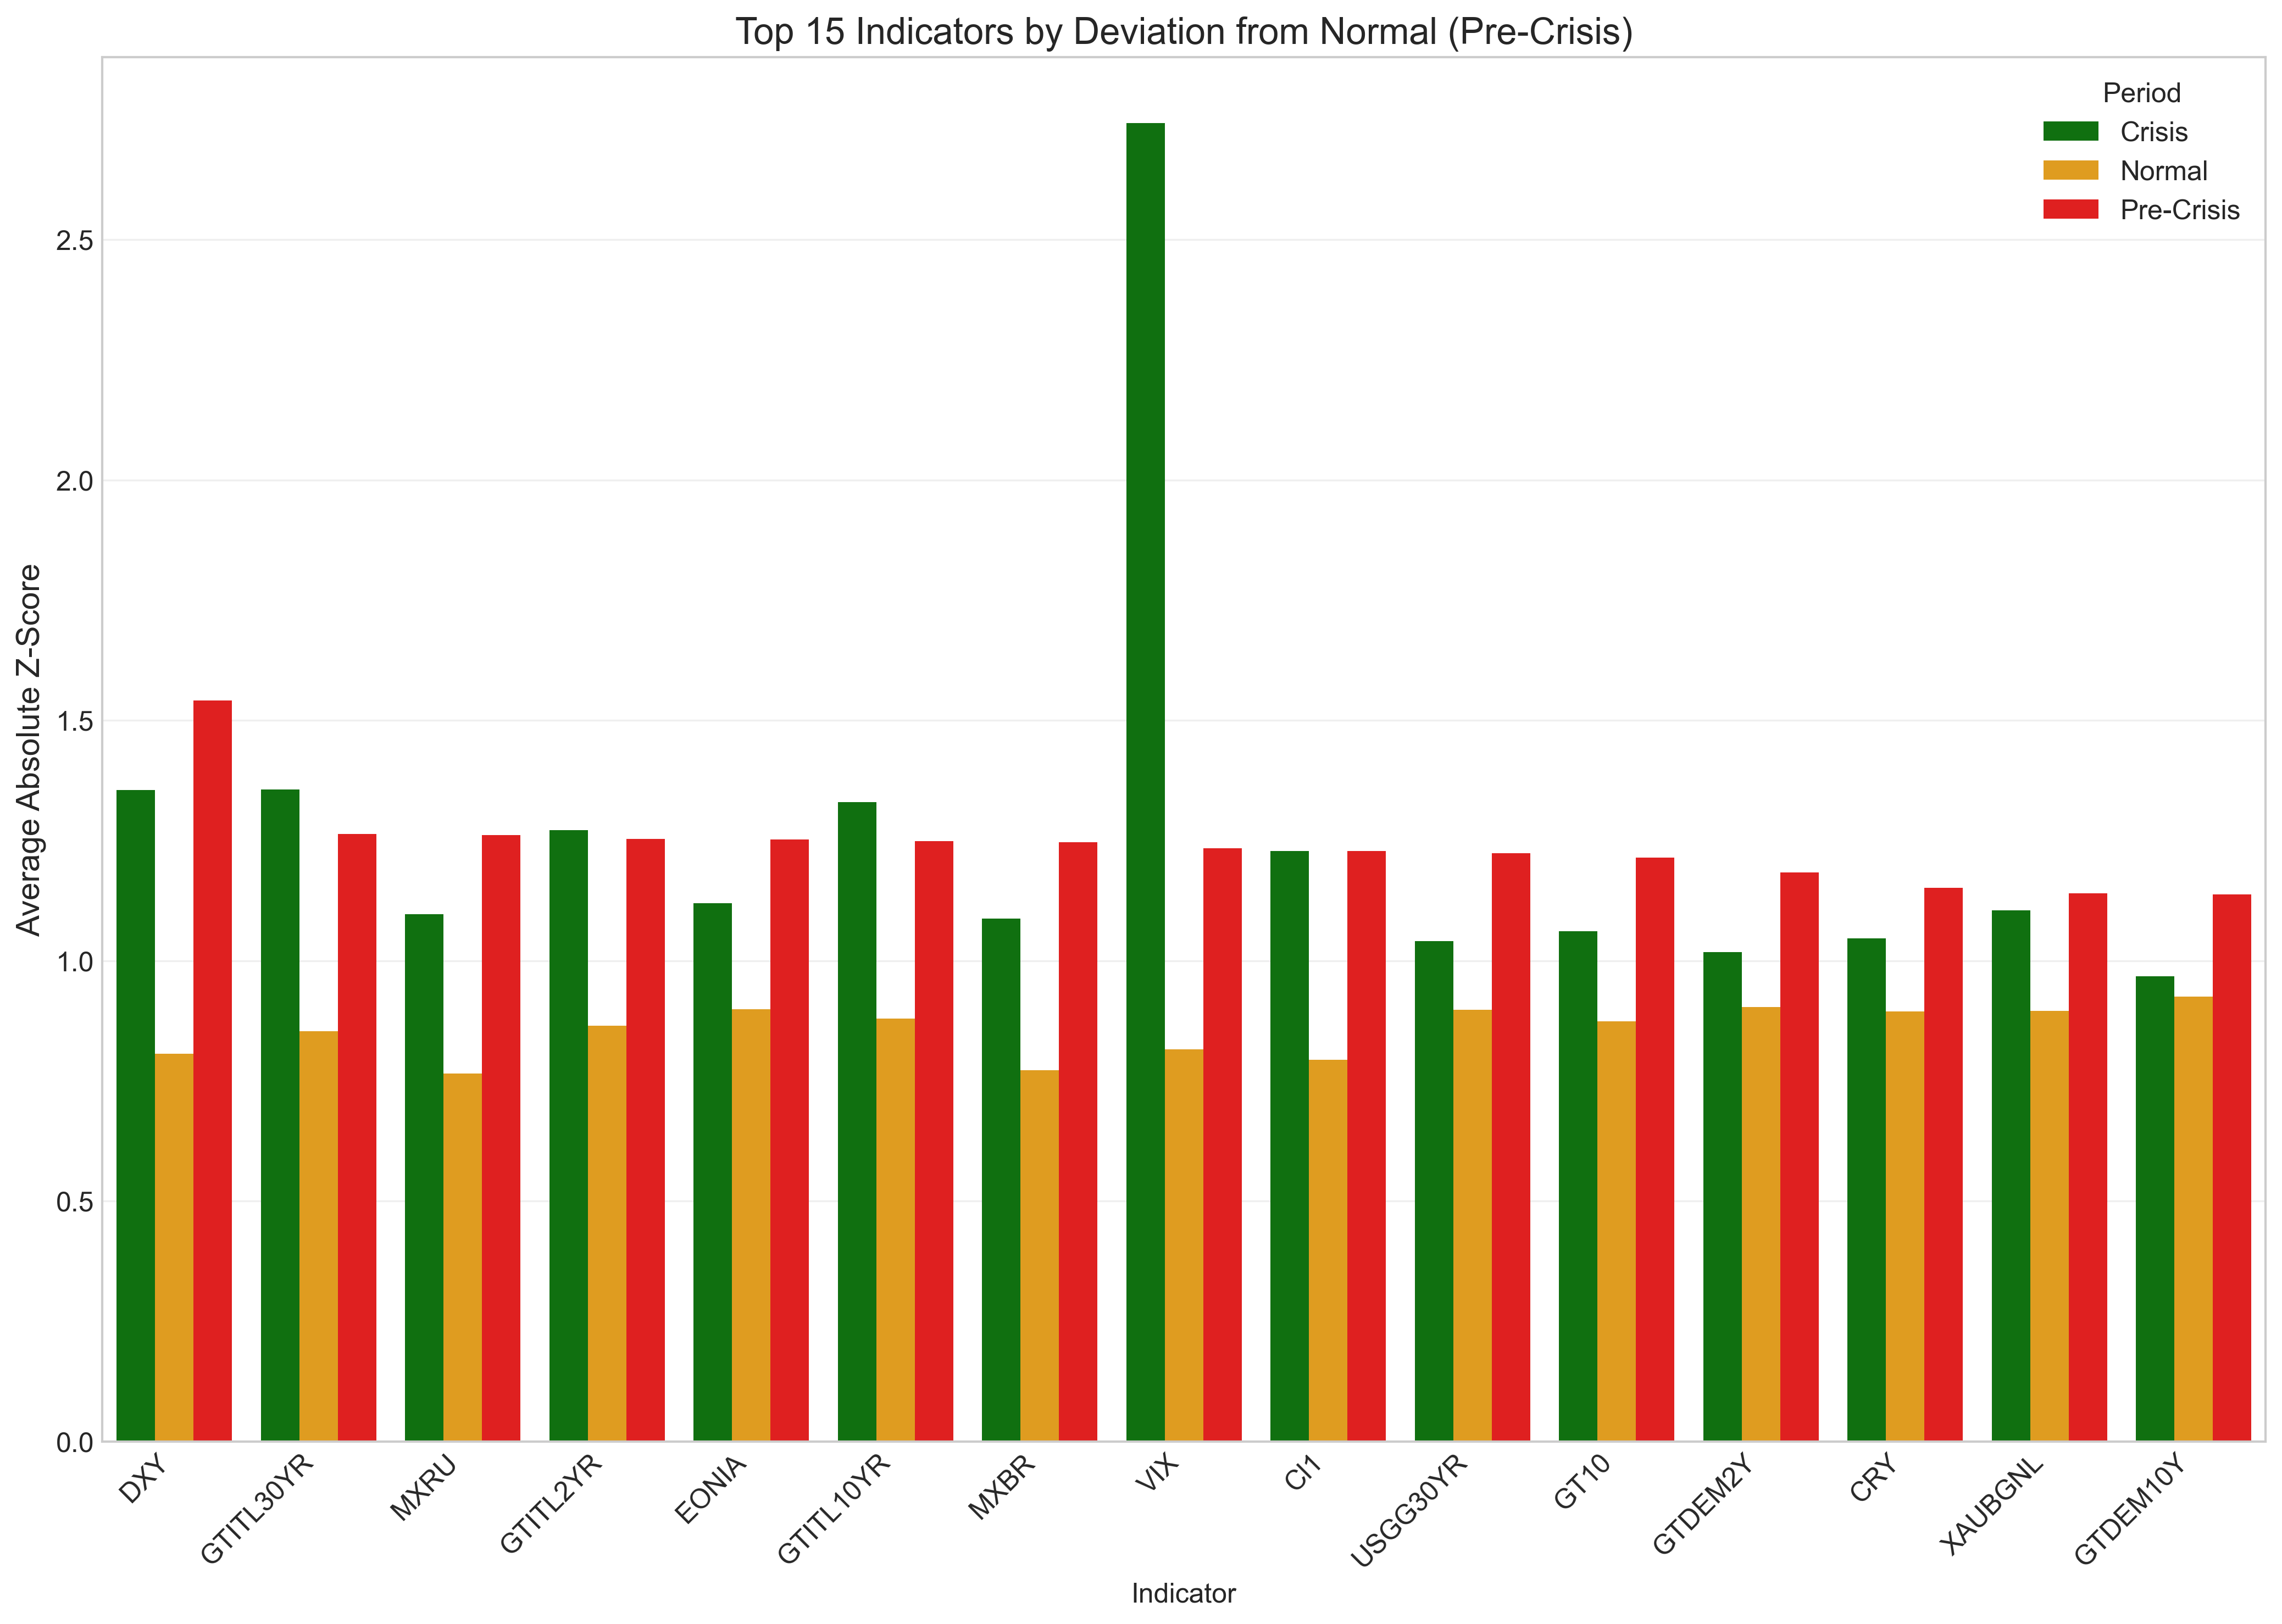 Top 15 Indicators by Deviation from Normal (Pre-Crisis)
Period
Crisis
Normal
Pre-Crisis
Average Absolute Z-Score
2.5
2.0
1.5
1.0
0.5
0.0
DXY
GTITL30YR
MXRU
GTITL2YR
EONIA
GTITL10YR
MXBR
VIX
CI1
USGG30YR
GT10
GTDEM2Y
CRY
XAUBGNL
GTDEM10Y
Indicator